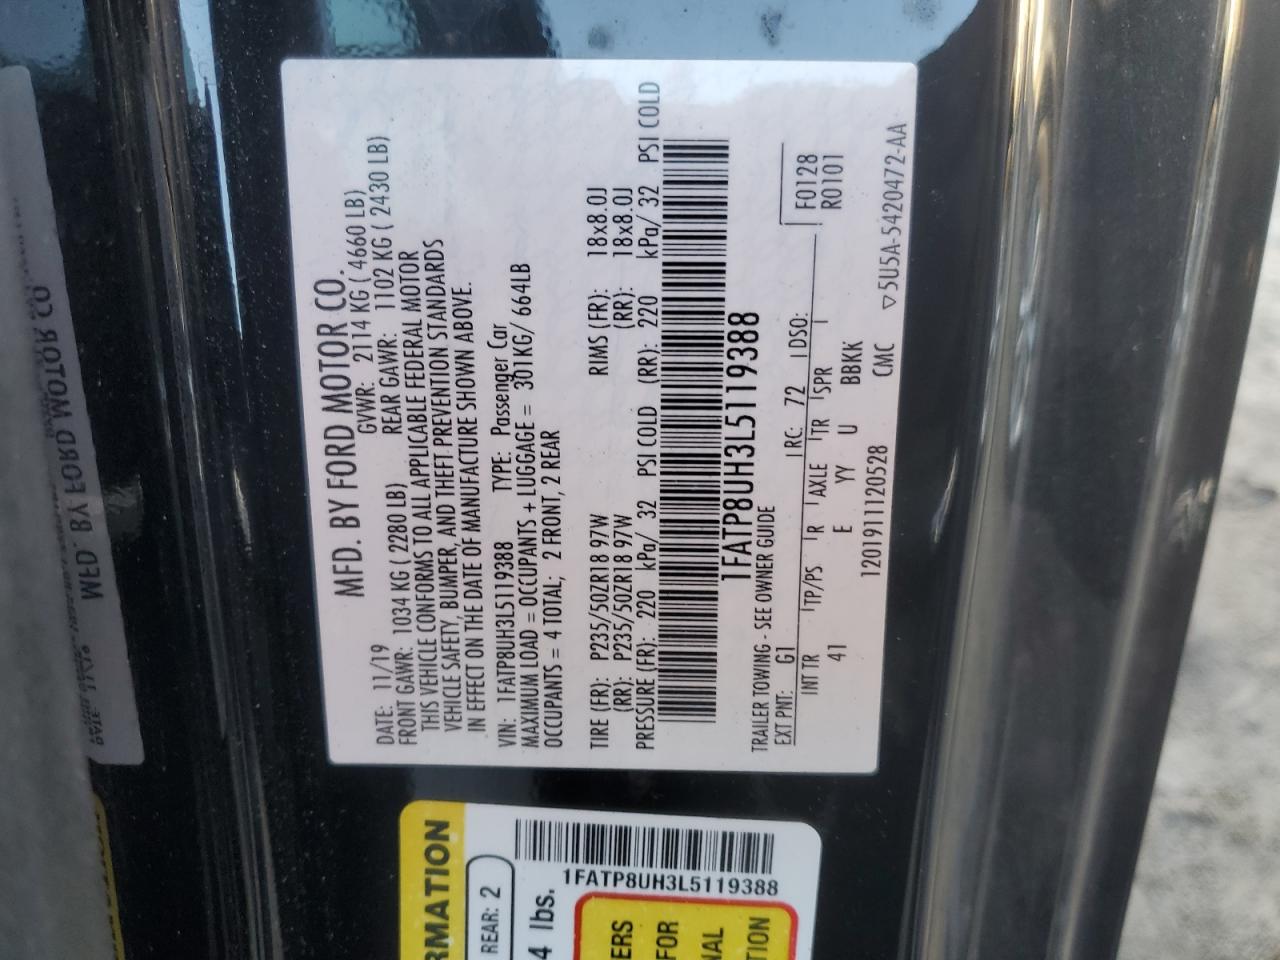 MFD. BY FORD MOTOR CO.
DATE: 11/19 GVWR: 2114 KG ( 4660 LB)
FRONT GAWR: 1034 KG ( 2280 LB) REAR GAWR: 1102 KG ( 2430 LB)
THIS VEHICLE CONFORMS TO ALL APPLICABLE FEDERAL MOTOR
VEHICLE SAFETY, BUMPER, AND THEFT PREVENTION STANDARDS
IN EFFECT ON THE DATE OF MANUFACTURE SHOWN ABOVE.
VIN: 1FATP8UH3L5119388 TYPE: Passenger Car
MAXIMUM LOAD = OCCUPANTS + LUGGAGE = 301KG/ 664LB
OCCUPANTS = 4 TOTAL; 2 FRONT, 2 REAR
TIRE (FR): P235/50ZR18 97W RIMS (FR): 18x8.0J
(RR): P235/50ZR18 97W (RR): 18x8.0J
PRESSURE (FR): 220 kPa/ 32 PSI COLD (RR): 220 kPa/ 32 PSI COLD
1FATP8UH3L5119388
TRAILER TOWING - SEE OWNER GUIDE
EXT PNT: G1 RC: 72 DSO: F0128
INT TR TP/PS R AXLE TR SPR R0101
41 E YY U BBKK
1201911120528 CMC ▽5U5A-5420472-AA
RMATION
REAR: 2
4 lbs.
1FATP8UH3L5119388
ERS
FOR
NAL
TION
MFD. BY FORD MOTOR CO